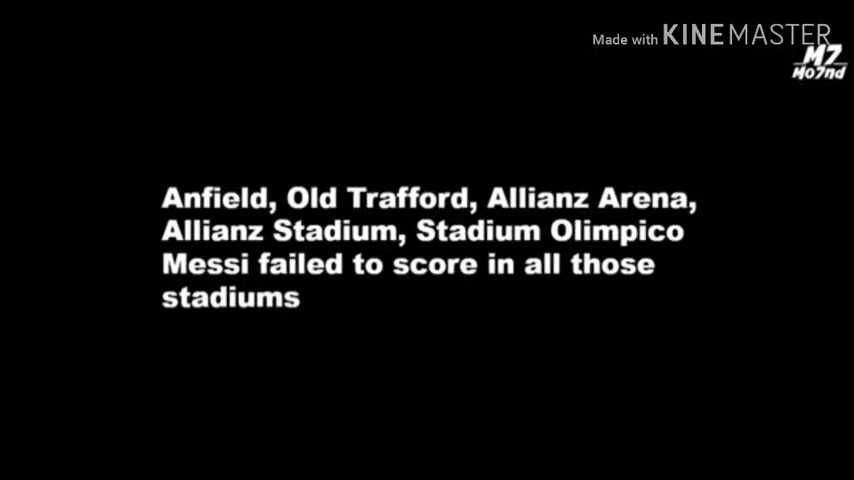 Made with KINEMASTER
M7
Mo7nd
Anfield, Old Trafford, Allianz Arena,
Allianz Stadium, Stadium Olimpico
Messi failed to score in all those
stadiums